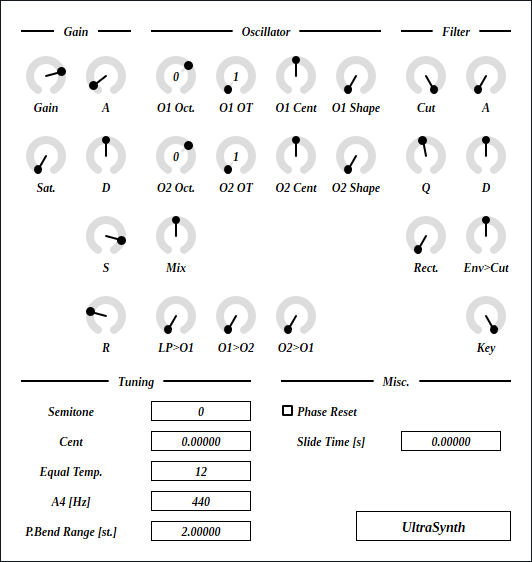 Gain Oscillator Filter
0 1
Gain A O1 Oct. O1 OT O1 Cent O1 Shape Cut A
0 1
Sat. D O2 Oct. O2 OT O2 Cent O2 Shape Q D
S Mix Rect. Env>Cut
R LP>O1 O1>O2 O2>O1 Key
Tuning Misc.
Semitone 0 Phase Reset
Cent 0.00000 Slide Time [s] 0.00000
Equal Temp. 12
A4 [Hz] 440
P.Bend Range [st.] 2.00000 UltraSynth